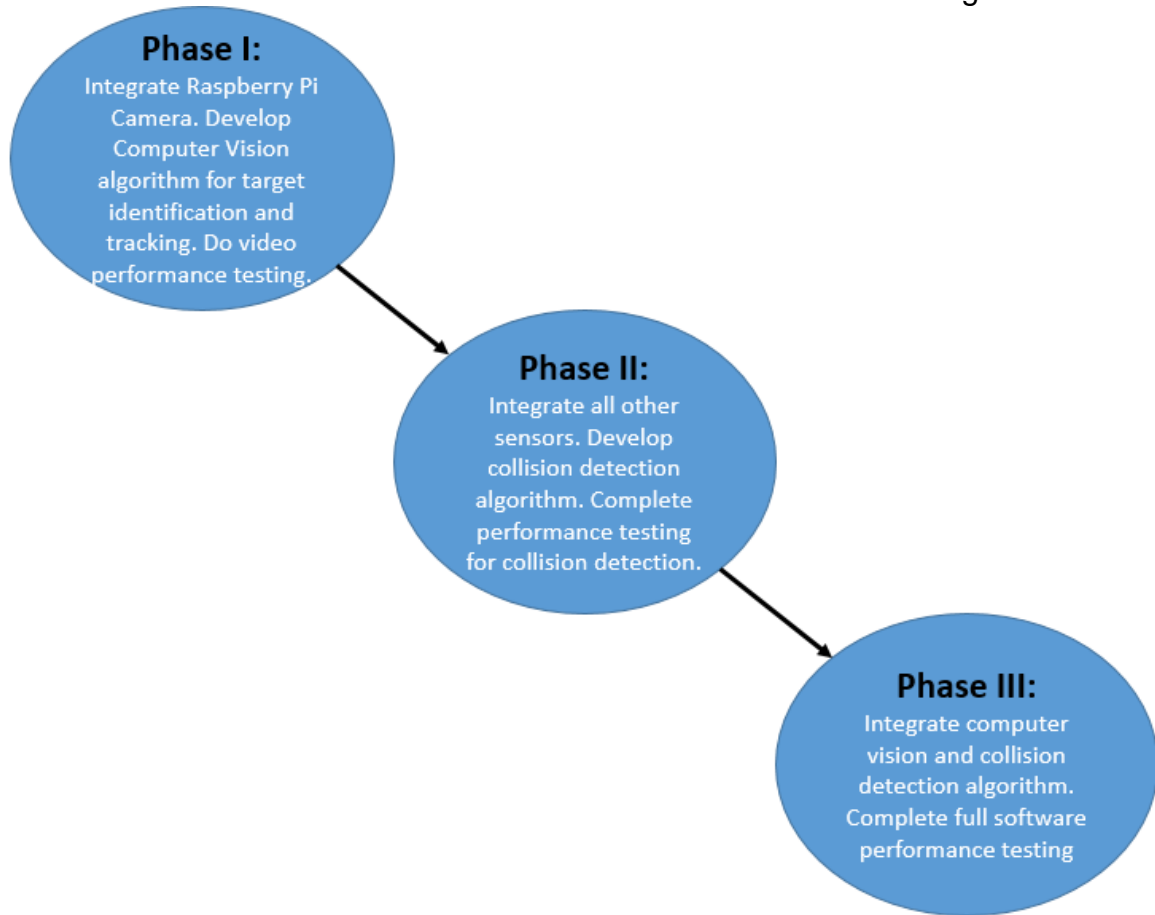 Phase I:
Integrate Raspberry Pi
Camera. Develop
Computer Vision
algorithm for target
identification and
tracking. Do video
performance testing.
Phase II:
Integrate all other
sensors. Develop
collision detection
algorithm. Complete
performance testing
for collision detection.
Phase III:
Integrate computer
vision and collision
detection algorithm.
Complete full software
performance testing